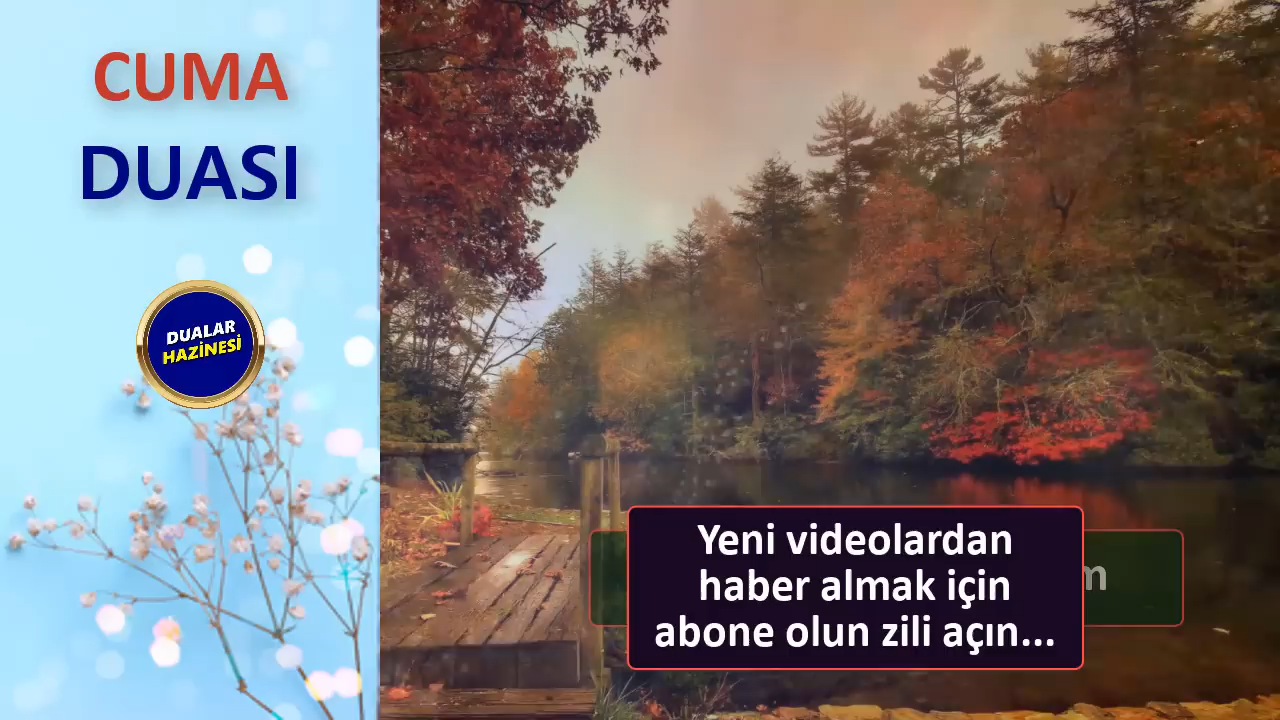 CUMA
DUASI
DUALAR
HAZİNESİ
Yeni videolardan
haber almak için
abone olun zili açın...